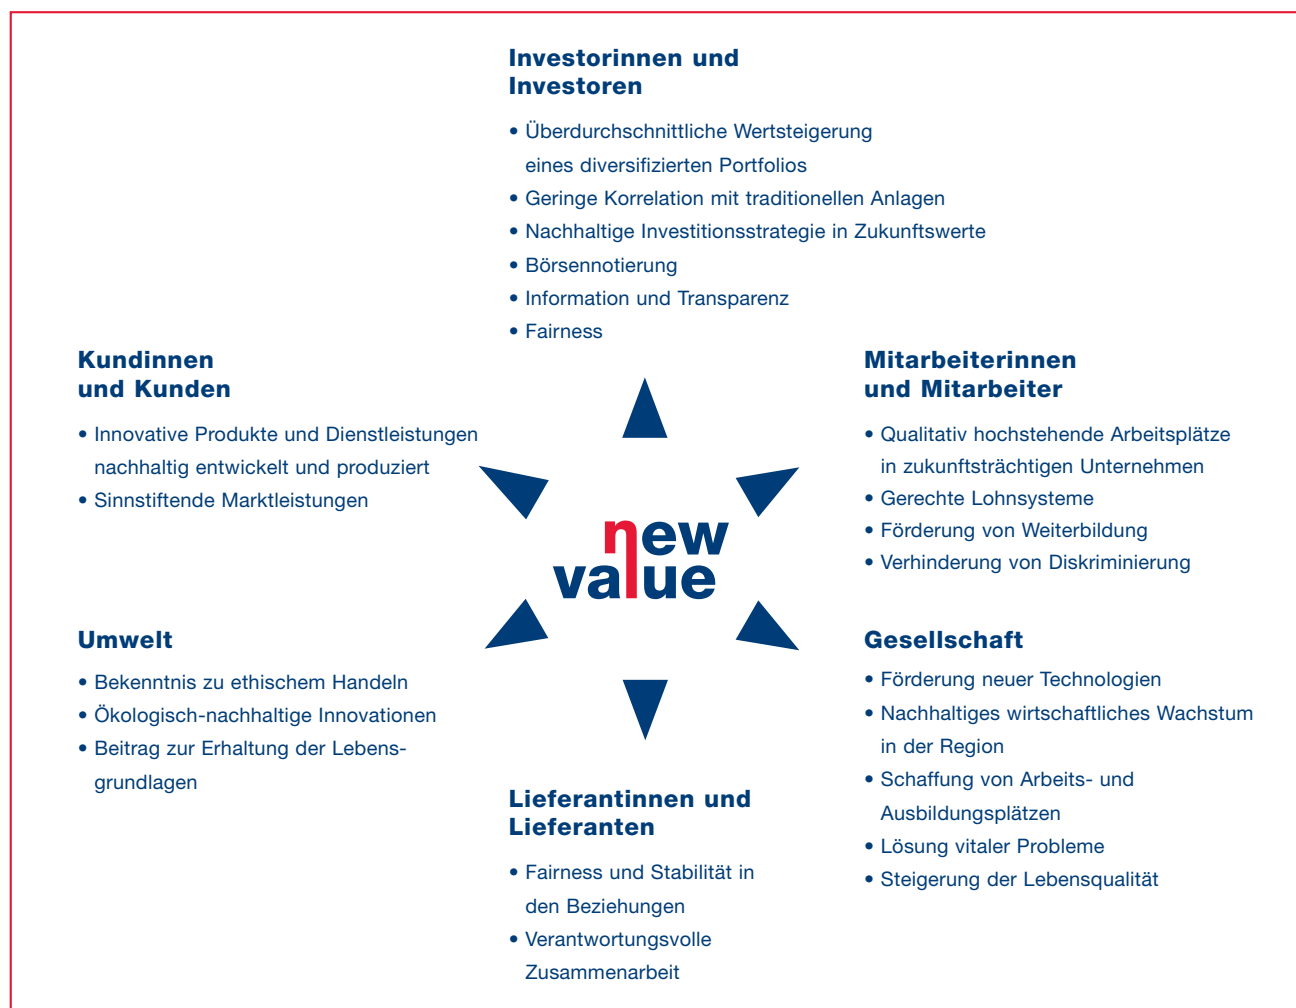 Investorinnen und
Investoren
• Überdurchschnittliche Wertsteigerung
eines diversifizierten Portfolios
• Geringe Korrelation mit traditionellen Anlagen
• Nachhaltige Investitionsstrategie in Zukunftswerte
• Börsennotierung
• Information und Transparenz
• Fairness
Kundinnen
und Kunden
• Innovative Produkte und Dienstleistungen
nachhaltig entwickelt und produziert
• Sinnstiftende Marktleistungen
Mitarbeiterinnen
und Mitarbeiter
• Qualitativ hochstehende Arbeitsplätze
in zukunftsträchtigen Unternehmen
• Gerechte Lohnsysteme
• Förderung von Weiterbildung
• Verhinderung von Diskriminierung
new
value
Umwelt
• Bekenntnis zu ethischem Handeln
• Ökologisch-nachhaltige Innovationen
• Beitrag zur Erhaltung der Lebens-
grundlagen
Gesellschaft
• Förderung neuer Technologien
• Nachhaltiges wirtschaftliches Wachstum
in der Region
• Schaffung von Arbeits- und
Ausbildungsplätzen
• Lösung vitaler Probleme
• Steigerung der Lebensqualität
Lieferantinnen und
Lieferanten
• Fairness und Stabilität in
den Beziehungen
• Verantwortungsvolle
Zusammenarbeit